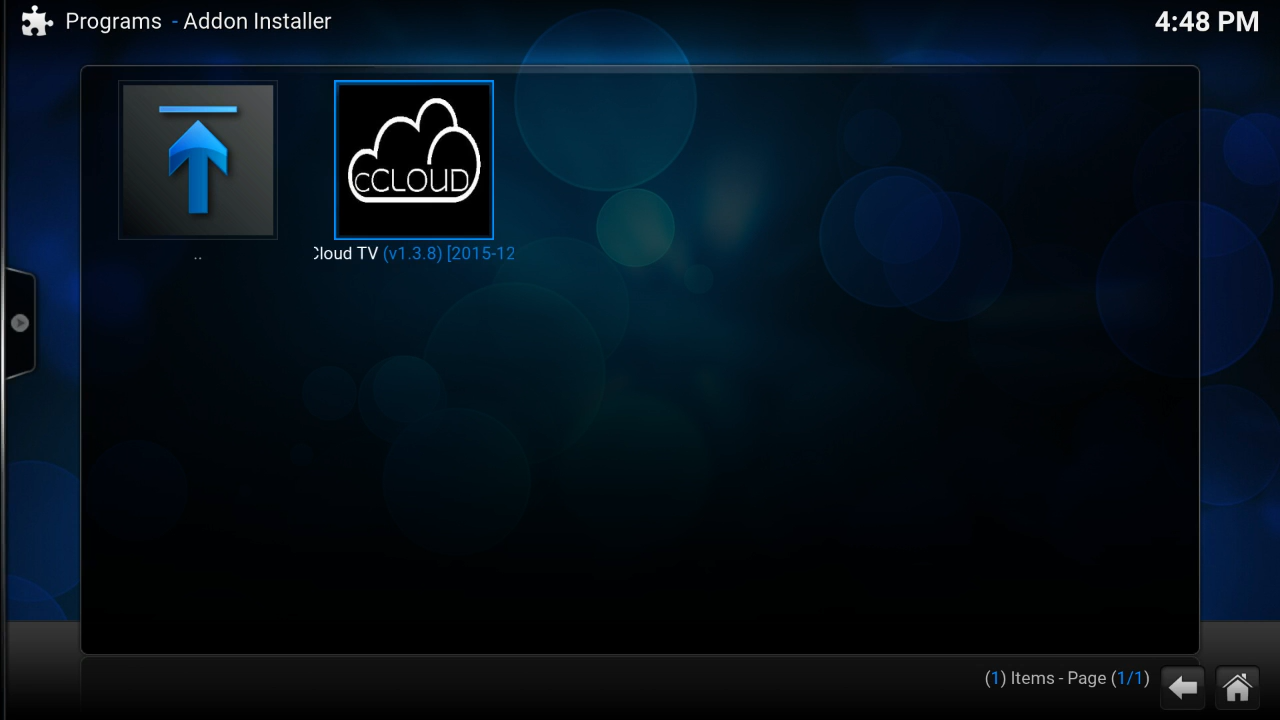 Programs - Addon Installer
4:48 PM
CCLOUD
..
Cloud TV (v1.3.8) [2015-12
(1) Items - Page (1/1)